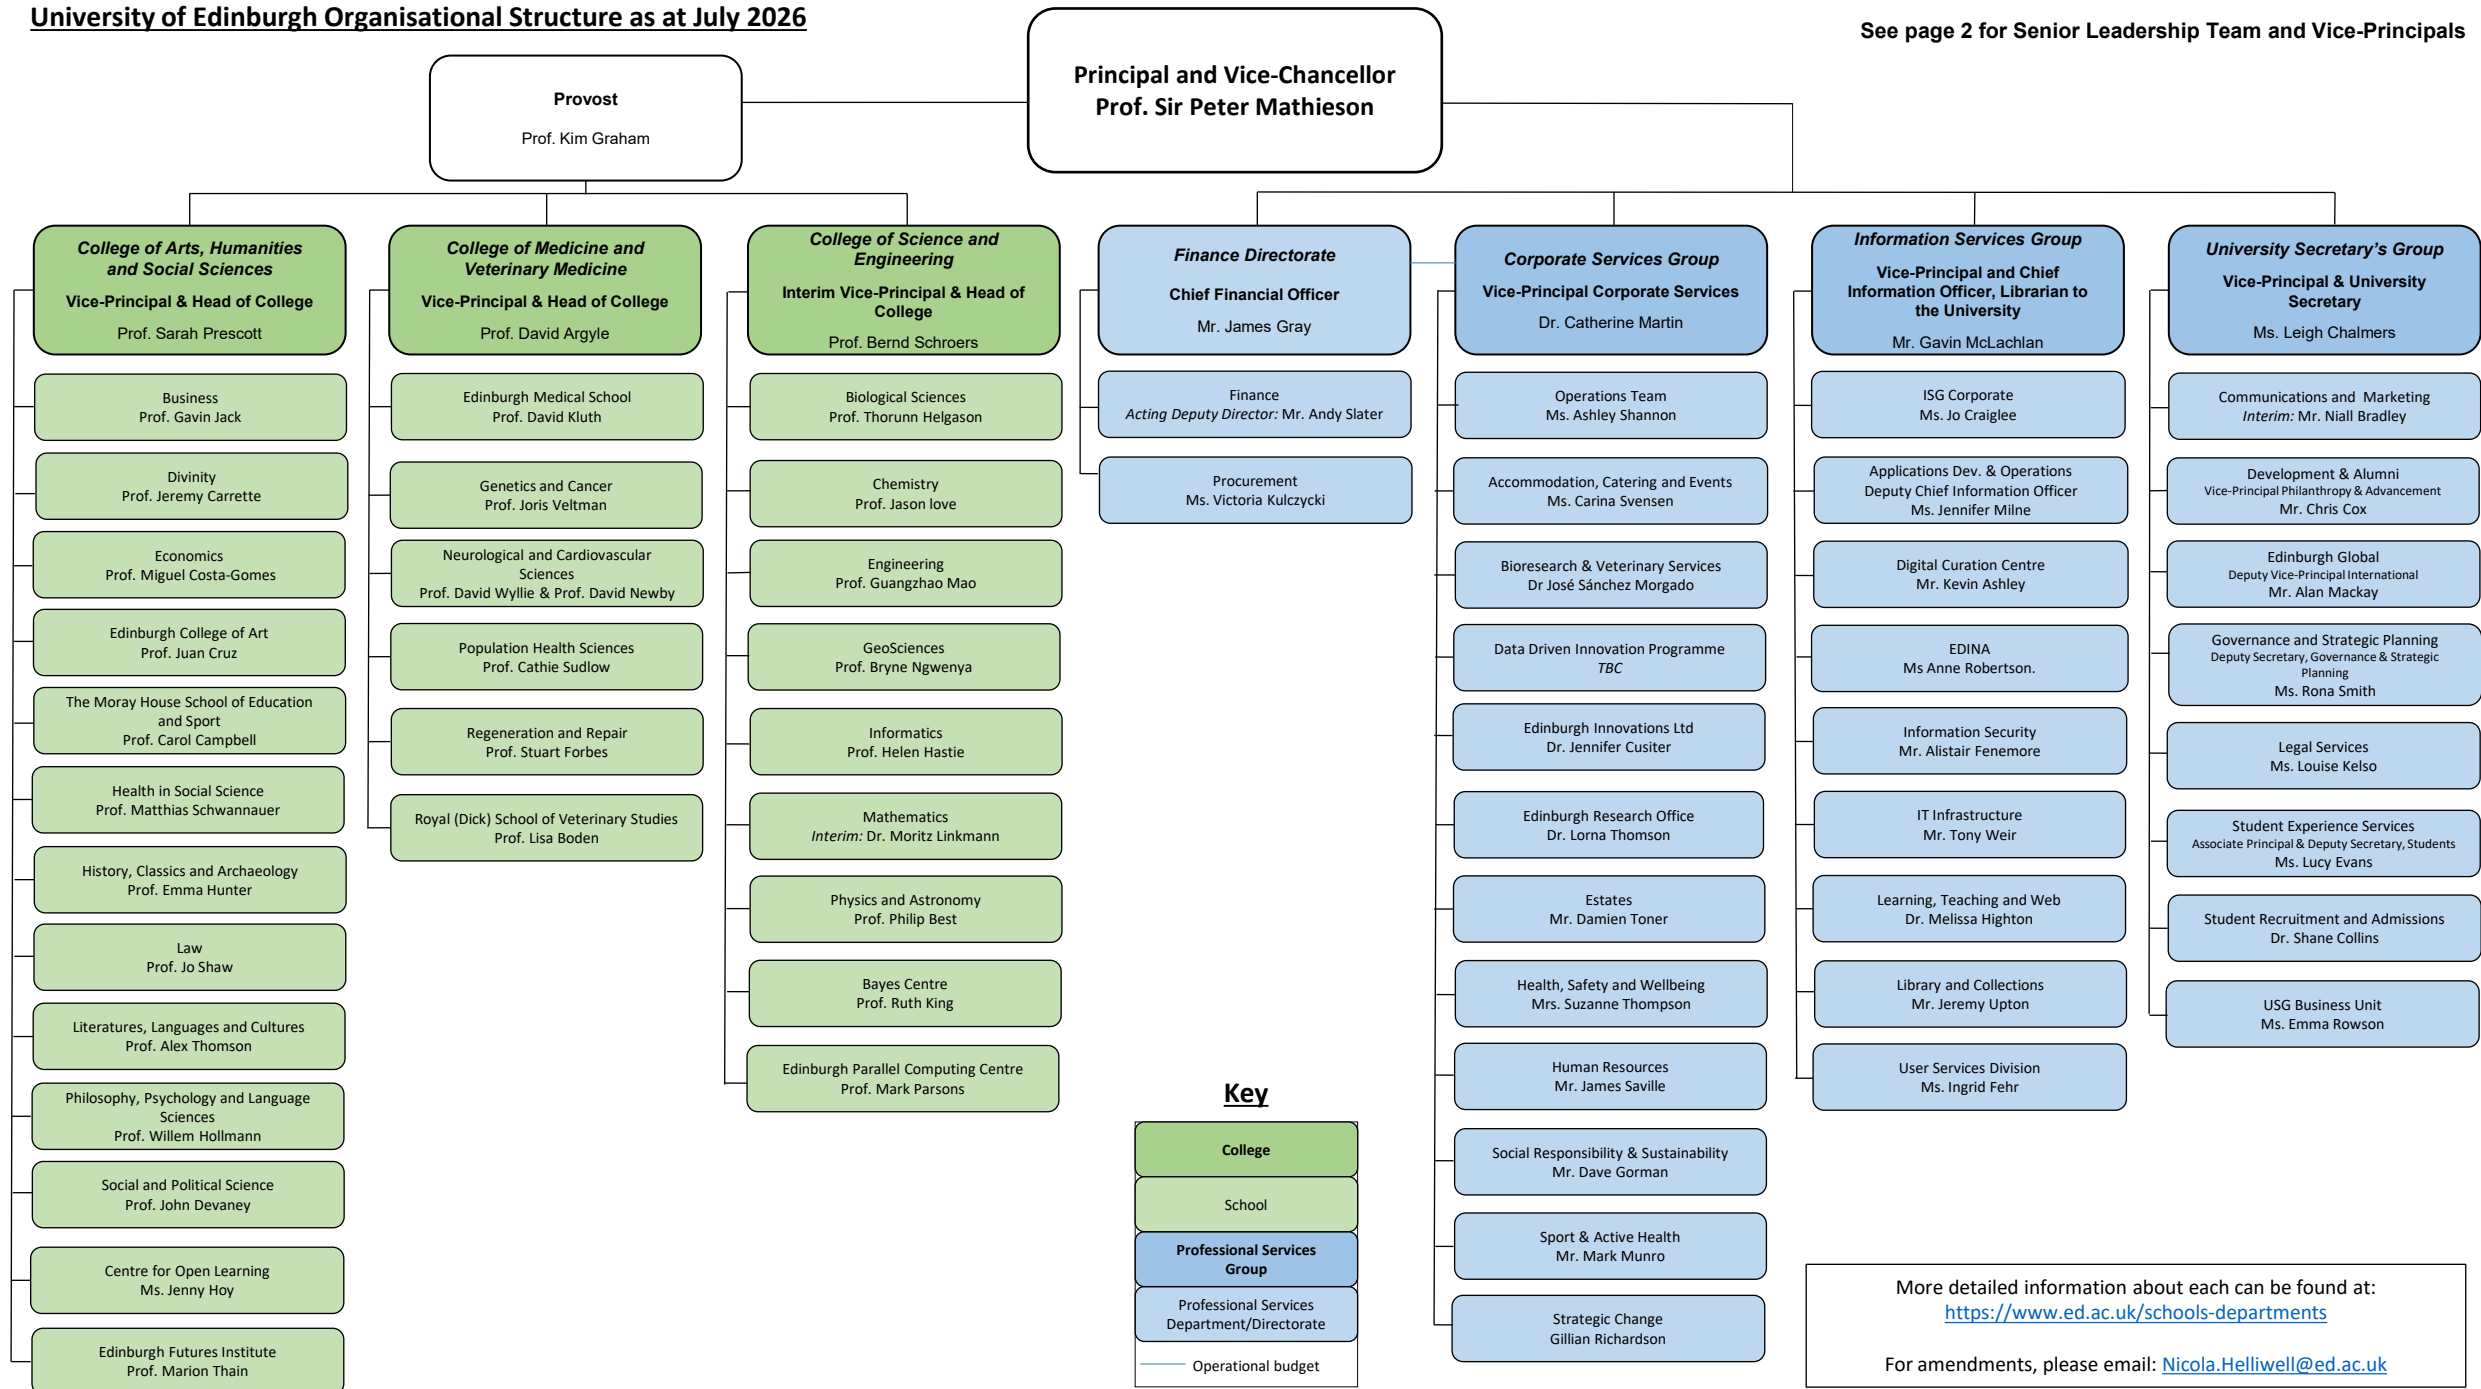 University of Edinburgh Organisational Structure as at July 2026
See page 2 for Senior Leadership Team and Vice-Principals
Principal and Vice-Chancellor
Prof. Sir Peter Mathieson
Provost
Prof. Kim Graham
College of Arts, Humanities
and Social Sciences
Vice-Principal & Head of College
Prof. Sarah Prescott
Business
Prof. Gavin Jack
Divinity
Prof. Jeremy Carrette
Economics
Prof. Miguel Costa-Gomes
Edinburgh College of Art
Prof. Juan Cruz
The Moray House School of Education
and Sport
Prof. Carol Campbell
Health in Social Science
Prof. Matthias Schwannauer
History, Classics and Archaeology
Prof. Emma Hunter
Law
Prof. Jo Shaw
Literatures, Languages and Cultures
Prof. Alex Thomson
Philosophy, Psychology and Language
Sciences
Prof. Willem Hollmann
Social and Political Science
Prof. John Devaney
Centre for Open Learning
Ms. Jenny Hoy
Edinburgh Futures Institute
Prof. Marion Thain
College of Medicine and
Veterinary Medicine
Vice-Principal & Head of College
Prof. David Argyle
Edinburgh Medical School
Prof. David Kluth
Genetics and Cancer
Prof. Joris Veltman
Neurological and Cardiovascular
Sciences
Prof. David Wyllie & Prof. David Newby
Population Health Sciences
Prof. Cathie Sudlow
Regeneration and Repair
Prof. Stuart Forbes
Royal (Dick) School of Veterinary Studies
Prof. Lisa Boden
College of Science and
Engineering
Interim Vice-Principal & Head of
College
Prof. Bernd Schroers
Biological Sciences
Prof. Thorunn Helgason
Chemistry
Prof. Jason love
Engineering
Prof. Guangzhao Mao
GeoSciences
Prof. Bryne Ngwenya
Informatics
Prof. Helen Hastie
Mathematics
Interim: Dr. Moritz Linkmann
Physics and Astronomy
Prof. Philip Best
Bayes Centre
Prof. Ruth King
Edinburgh Parallel Computing Centre
Prof. Mark Parsons
Finance Directorate
Chief Financial Officer
Mr. James Gray
Finance
Acting Deputy Director: Mr. Andy Slater
Procurement
Ms. Victoria Kulczycki
Corporate Services Group
Vice-Principal Corporate Services
Dr. Catherine Martin
Operations Team
Ms. Ashley Shannon
Accommodation, Catering and Events
Ms. Carina Svensen
Bioresearch & Veterinary Services
Dr José Sánchez Morgado
Data Driven Innovation Programme
TBC
Edinburgh Innovations Ltd
Dr. Jennifer Cusiter
Edinburgh Research Office
Dr. Lorna Thomson
Estates
Mr. Damien Toner
Health, Safety and Wellbeing
Mrs. Suzanne Thompson
Human Resources
Mr. James Saville
Social Responsibility & Sustainability
Mr. Dave Gorman
Sport & Active Health
Mr. Mark Munro
Strategic Change
Gillian Richardson
Information Services Group
Vice-Principal and Chief
Information Officer, Librarian to
the University
Mr. Gavin McLachlan
ISG Corporate
Ms. Jo Craiglee
Applications Dev. & Operations
Deputy Chief Information Officer
Ms. Jennifer Milne
Digital Curation Centre
Mr. Kevin Ashley
EDINA
Ms Anne Robertson.
Information Security
Mr. Alistair Fenemore
IT Infrastructure
Mr. Tony Weir
Learning, Teaching and Web
Dr. Melissa Highton
Library and Collections
Mr. Jeremy Upton
User Services Division
Ms. Ingrid Fehr
University Secretary's Group
Vice-Principal & University
Secretary
Ms. Leigh Chalmers
Communications and Marketing
Interim: Mr. Niall Bradley
Development & Alumni
Vice-Principal Philanthropy & Advancement
Mr. Chris Cox
Edinburgh Global
Deputy Vice-Principal International
Mr. Alan Mackay
Governance and Strategic Planning
Deputy Secretary, Governance & Strategic
Planning
Ms. Rona Smith
Legal Services
Ms. Louise Kelso
Student Experience Services
Associate Principal & Deputy Secretary, Students
Ms. Lucy Evans
Student Recruitment and Admissions
Dr. Shane Collins
USG Business Unit
Ms. Emma Rowson
Key
College
School
Professional Services
Group
Professional Services
Department/Directorate
Operational budget
More detailed information about each can be found at:
https://www.ed.ac.uk/schools-departments
For amendments, please email: Nicola.Helliwell@ed.ac.uk